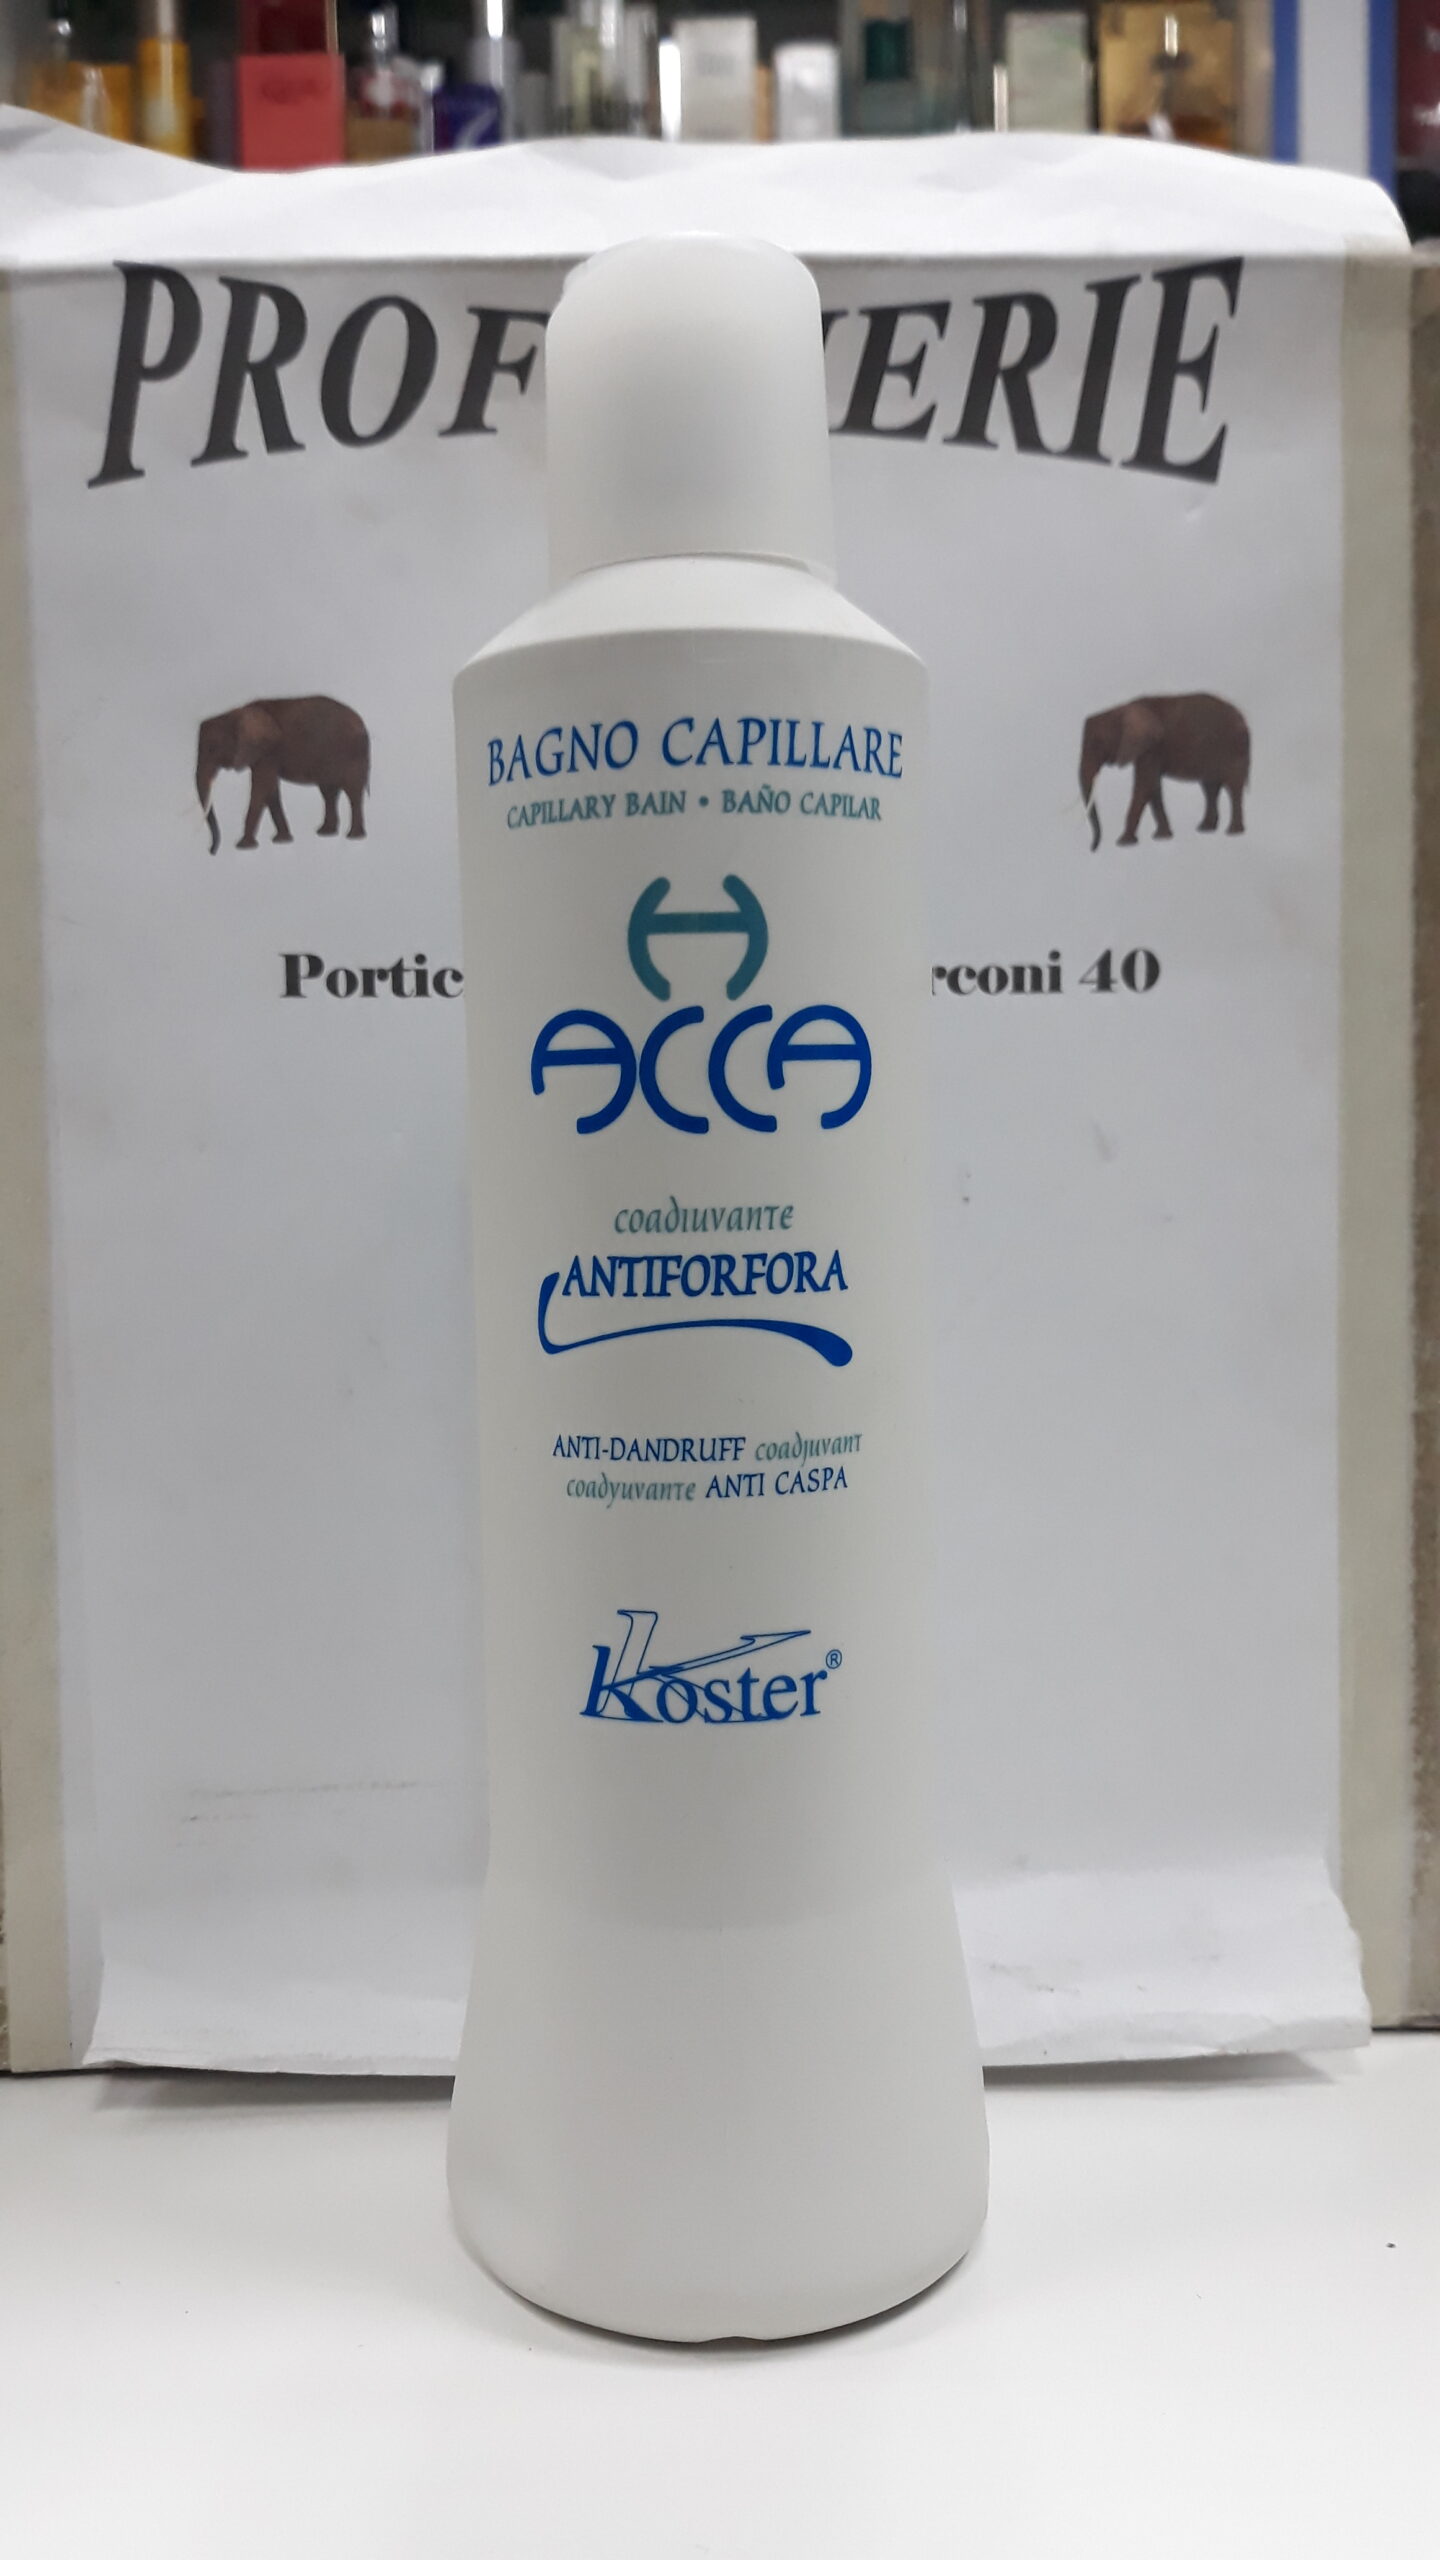 PROF
ERIE
Portic
rconi 40
BAGNO CAPILLARE
CAPILLARY BAIN • BAÑO CAPILAR
H
ACCA
coadiuvante
ANTIFORFORA
ANTI-DANDRUFF coadjuvant
coadyuvante ANTI CASPA
Koster®